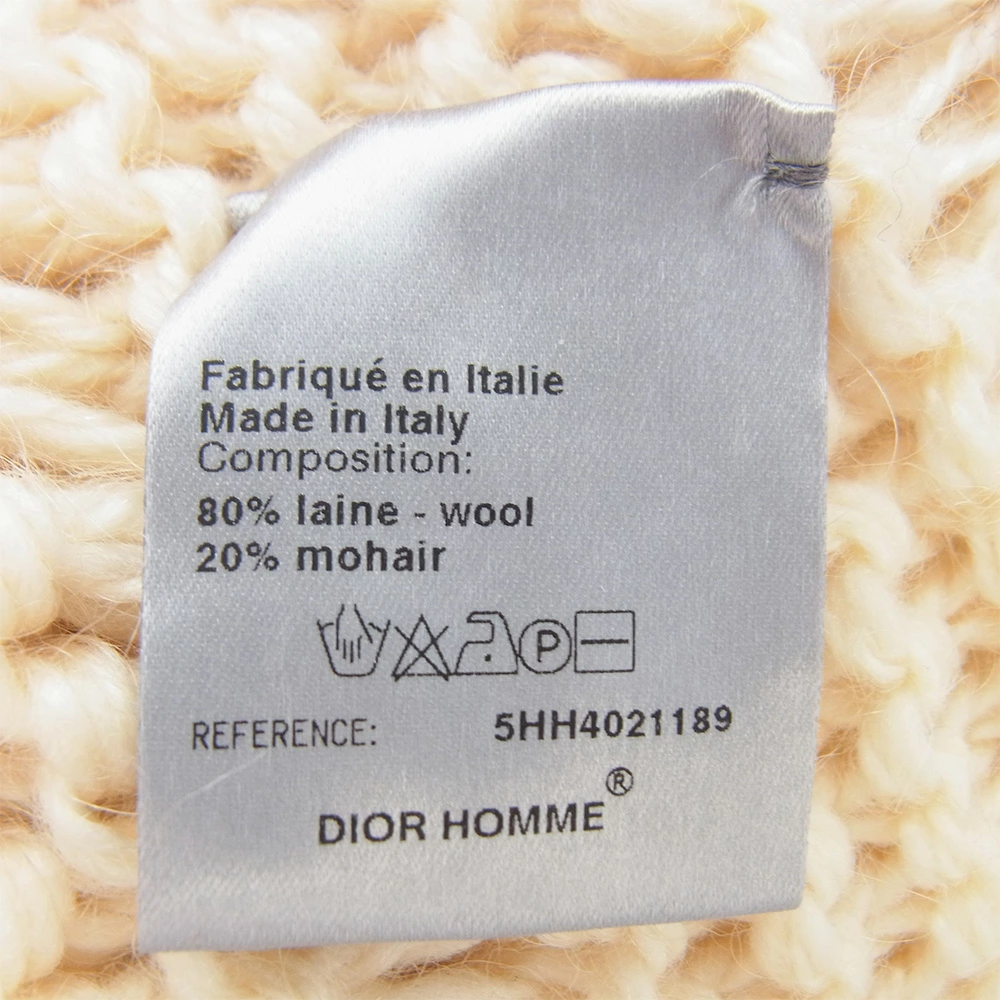 Fabriqué en Italie
Made in Italy
Composition:
80% laine - wool
20% mohair
P
REFERENCE: 5HH4021189
DIOR HOMME®